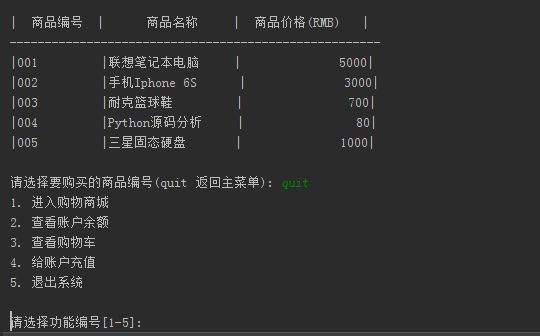 |  商品编号  |      商品名称     |  商品价格(RMB)   |
-----------------------------------------------------
|001         |联想笔记本电脑     |              5000|
|002         |手机Iphone 6S      |              3000|
|003         |耐克篮球鞋         |               700|
|004         |Python源码分析     |                80|
|005         |三星固态硬盘       |              1000|
请选择要购买的商品编号(quit 返回主菜单): quit
1. 进入购物商城
2. 查看账户余额
3. 查看购物车
4. 给账户充值
5. 退出系统
请选择功能编号[1-5]: